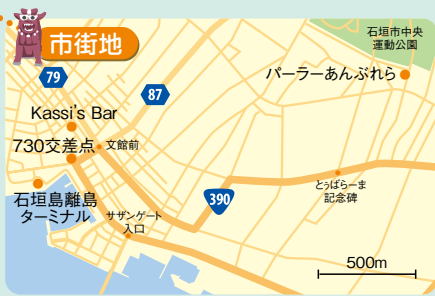 市街地
石垣市中央
運動公園
79
パーラーあんぶれら
87
Kassi's Bar
730交差点
文館前
390
とぅばらーま
記念碑
石垣島離島
ターミナル
サザンゲート
入口
500m